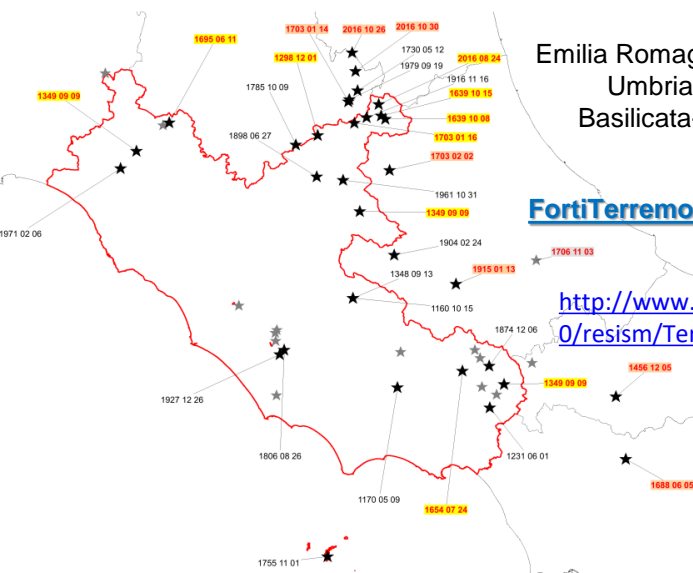 1703 01 14
2016 10 26
2016 10 30
1695 06 11
1730 05 12
1298 12 01
1979 09 19
2016 08 24
1785 10 09
1916 11 16
1349 09 09
1639 10 15
1639 10 08
1898 06 27
1703 01 16
1703 02 02
1961 10 31
1349 09 09
1971 02 06
1904 02 24
1706 11 03
1348 09 13
1915 01 13
1160 10 15
1874 12 06
1456 12 05
1349 09 09
1927 12 26
1231 06 01
1806 08 26
1688 06 05
1170 05 09
1654 07 24
1755 11 01
Emilia Romag
Umbria
Basilicata
FortiTerremo
http://www.
0/resism/Ter